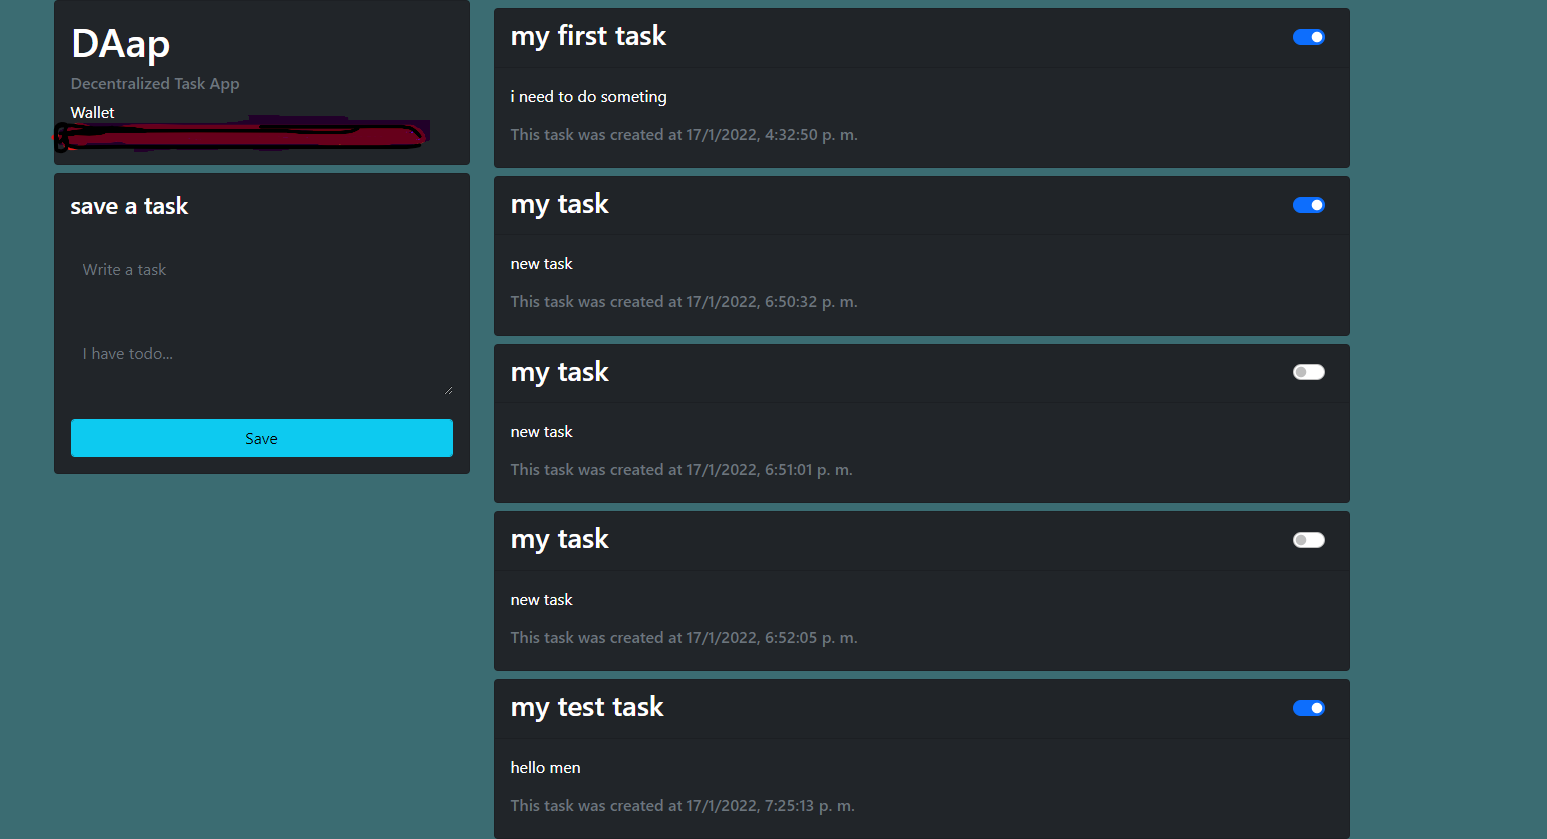 DAap
Decentralized Task App
Wallet
save a task
Write a task
I have todo...
Save
my first task
i need to do someting
This task was created at 17/1/2022, 4:32:50 p. m.
my task
new task
This task was created at 17/1/2022, 6:50:32 p. m.
my task
new task
This task was created at 17/1/2022, 6:51:01 p. m.
my task
new task
This task was created at 17/1/2022, 6:52:05 p. m.
my test task
hello men
This task was created at 17/1/2022, 7:25:13 p. m.